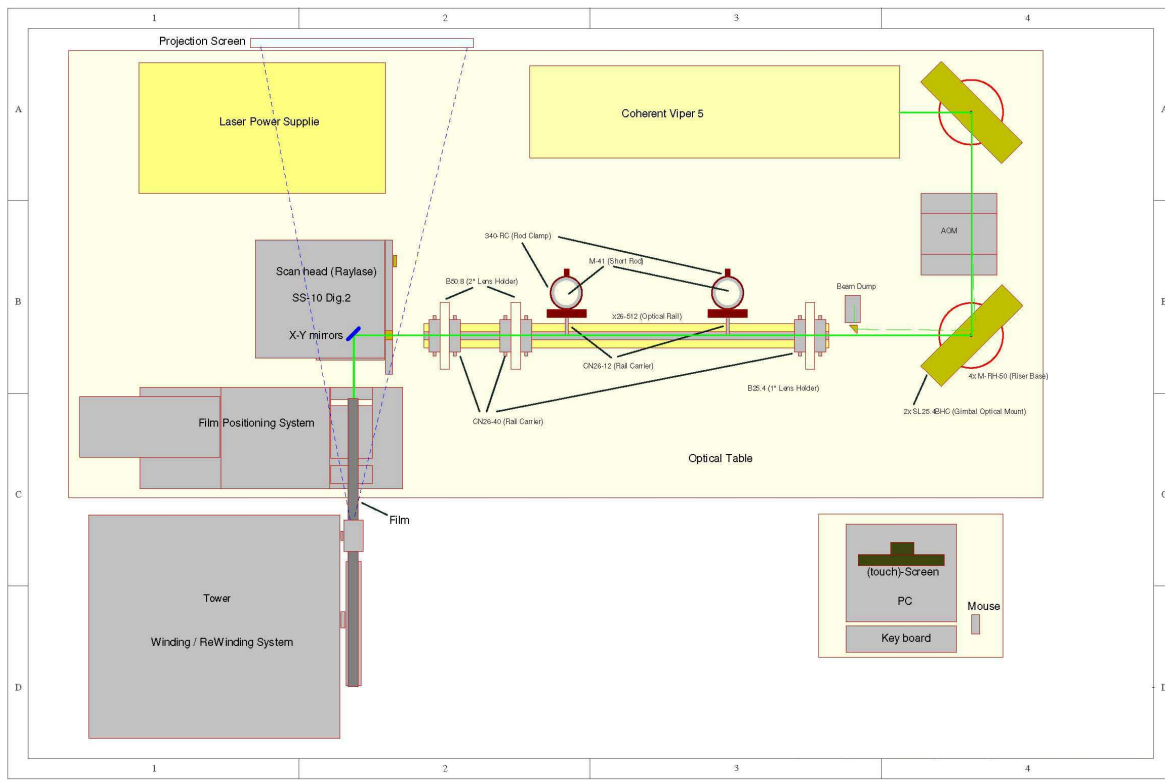 1 2 3 4
Projection Screen
A A
Laser Power Supplie
Coherent Viper 5
AOM
340-RC (Rod Clamp)
M-41 (Short Rod)
Scan head (Raylase)
B50.8 (2" Lens Holder)
SS-10 Dig.2
Beam Dump
B B
x26-512 (Optical Rail)
X-Y mirrors
CN26-12 (Rail Carrier)
4x M-RH-50 (Riser Base)
B25.4 (1" Lens Holder)
2x SL25.4BHC (Gimbal Optical Mount)
CN26-40 (Rail Carrier)
Film Positioning System
Optical Table
C C
Film
(touch)-Screen
Tower
PC
Mouse
Key board
Winding / ReWinding System
D D
1 2 3 4